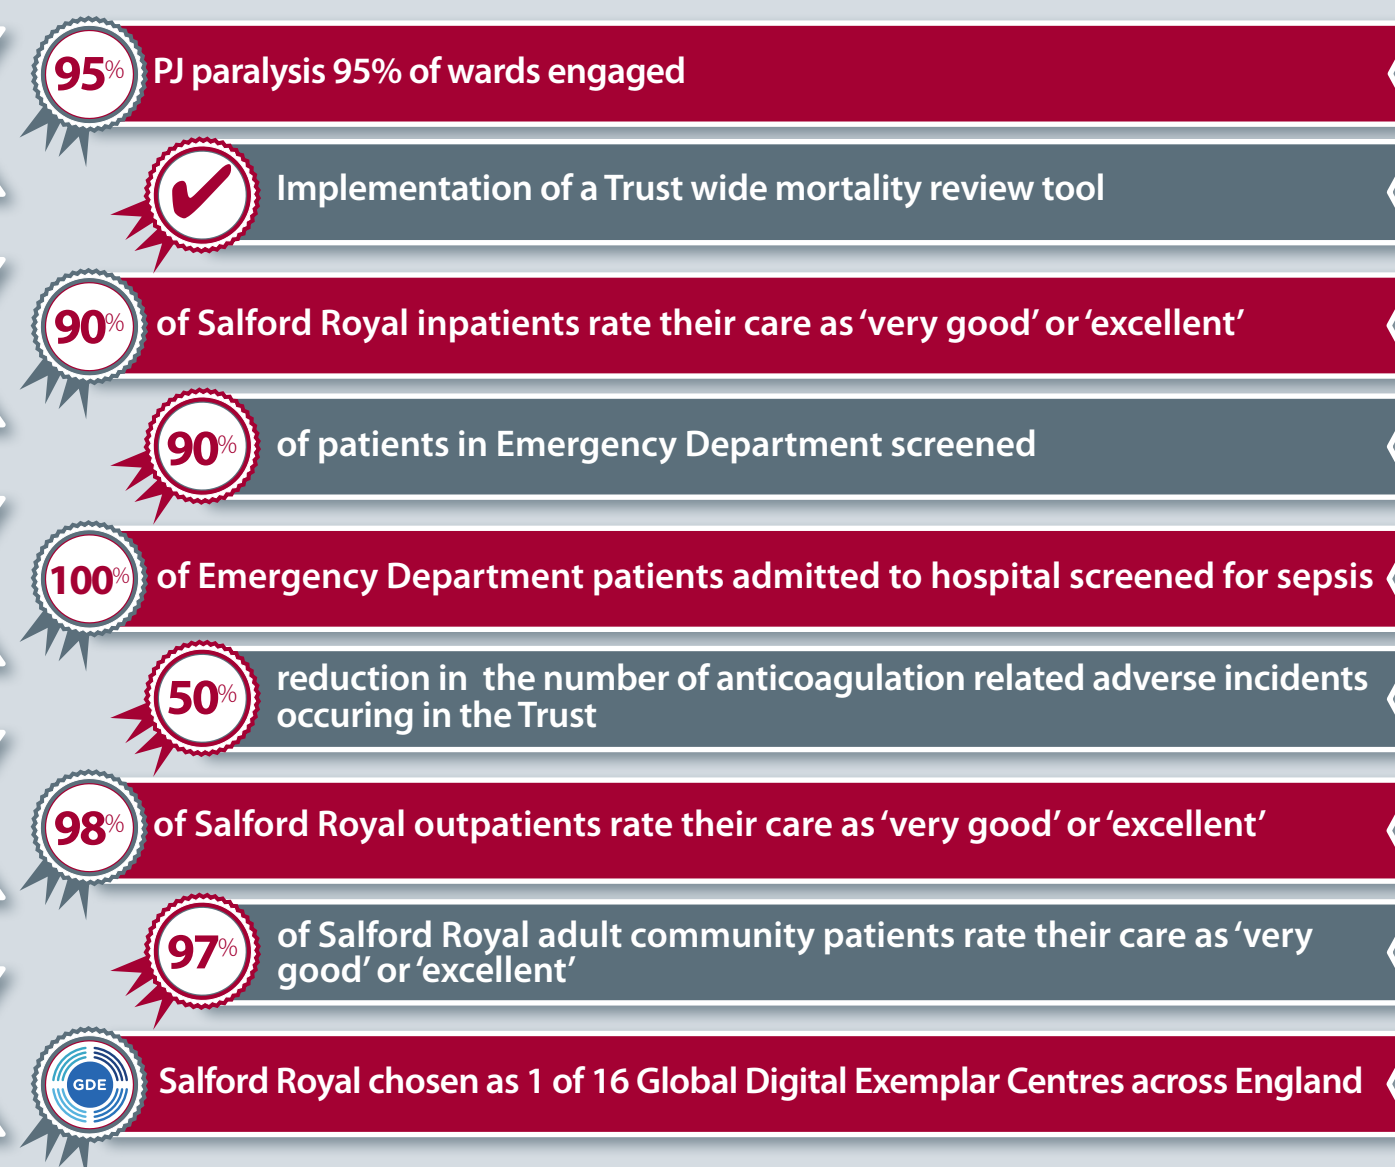 95% PJ paralysis 95% of wards engaged
Implementation of a Trust wide mortality review tool
90% of Salford Royal inpatients rate their care as ‘very good’ or ‘excellent’
90% of patients in Emergency Department screened
100% of Emergency Department patients admitted to hospital screened for sepsis
50% reduction in the number of anticoagulation related adverse incidents
occuring in the Trust
98% of Salford Royal outpatients rate their care as ‘very good’ or ‘excellent’
97% of Salford Royal adult community patients rate their care as ‘very
good’ or ‘excellent’
GDE Salford Royal chosen as 1 of 16 Global Digital Exemplar Centres across England